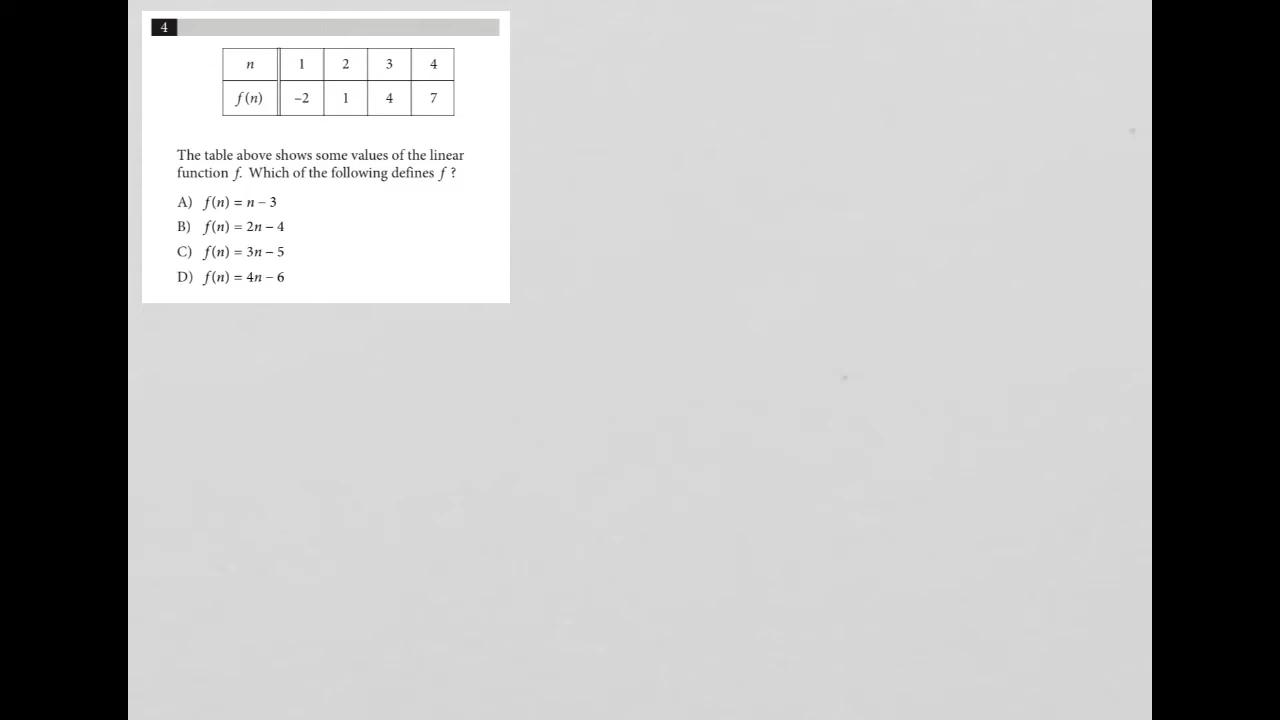 4
n 1 2 3 4
f(n) –2 1 4 7
The table above shows some values of the linear
function f. Which of the following defines f ?
A) f(n) = n – 3
B) f(n) = 2n – 4
C) f(n) = 3n – 5
D) f(n) = 4n – 6